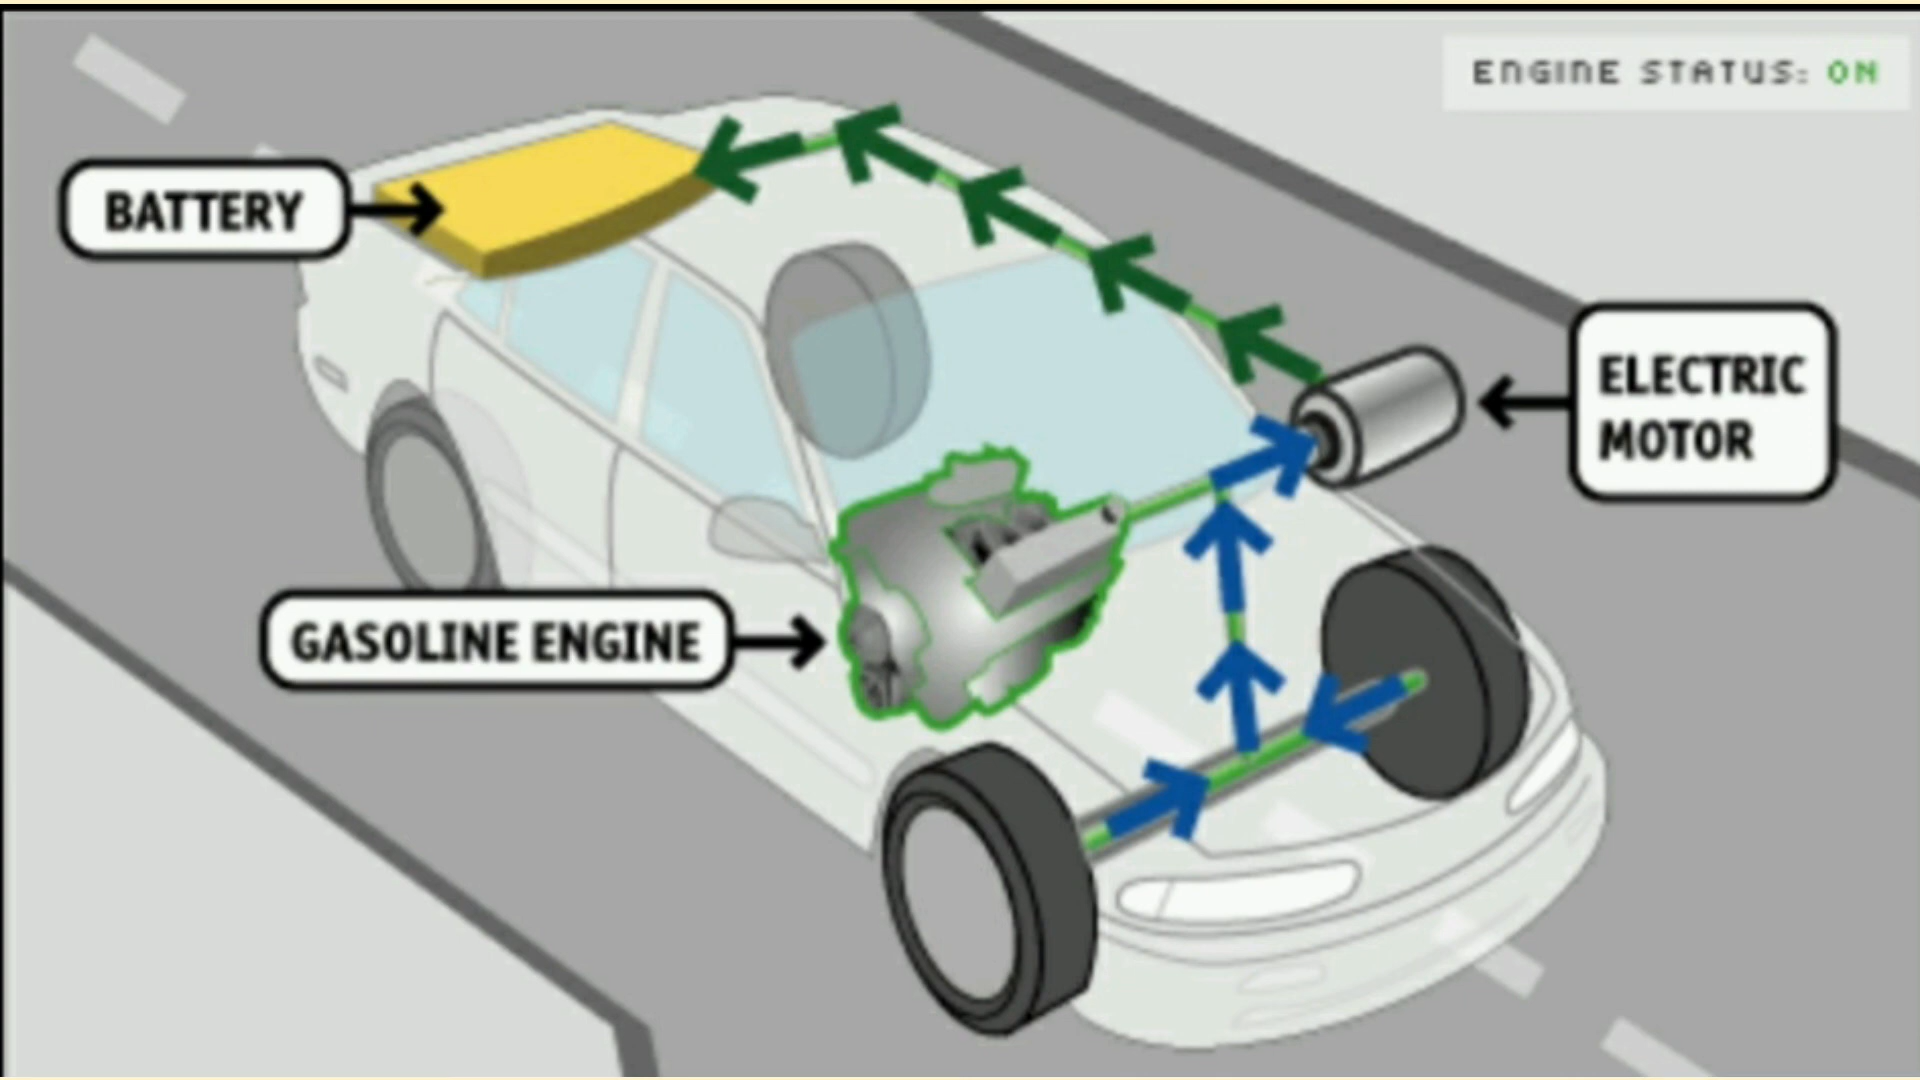 ENGINE STATUS: ON
BATTERY
ELECTRIC
MOTOR
GASOLINE ENGINE